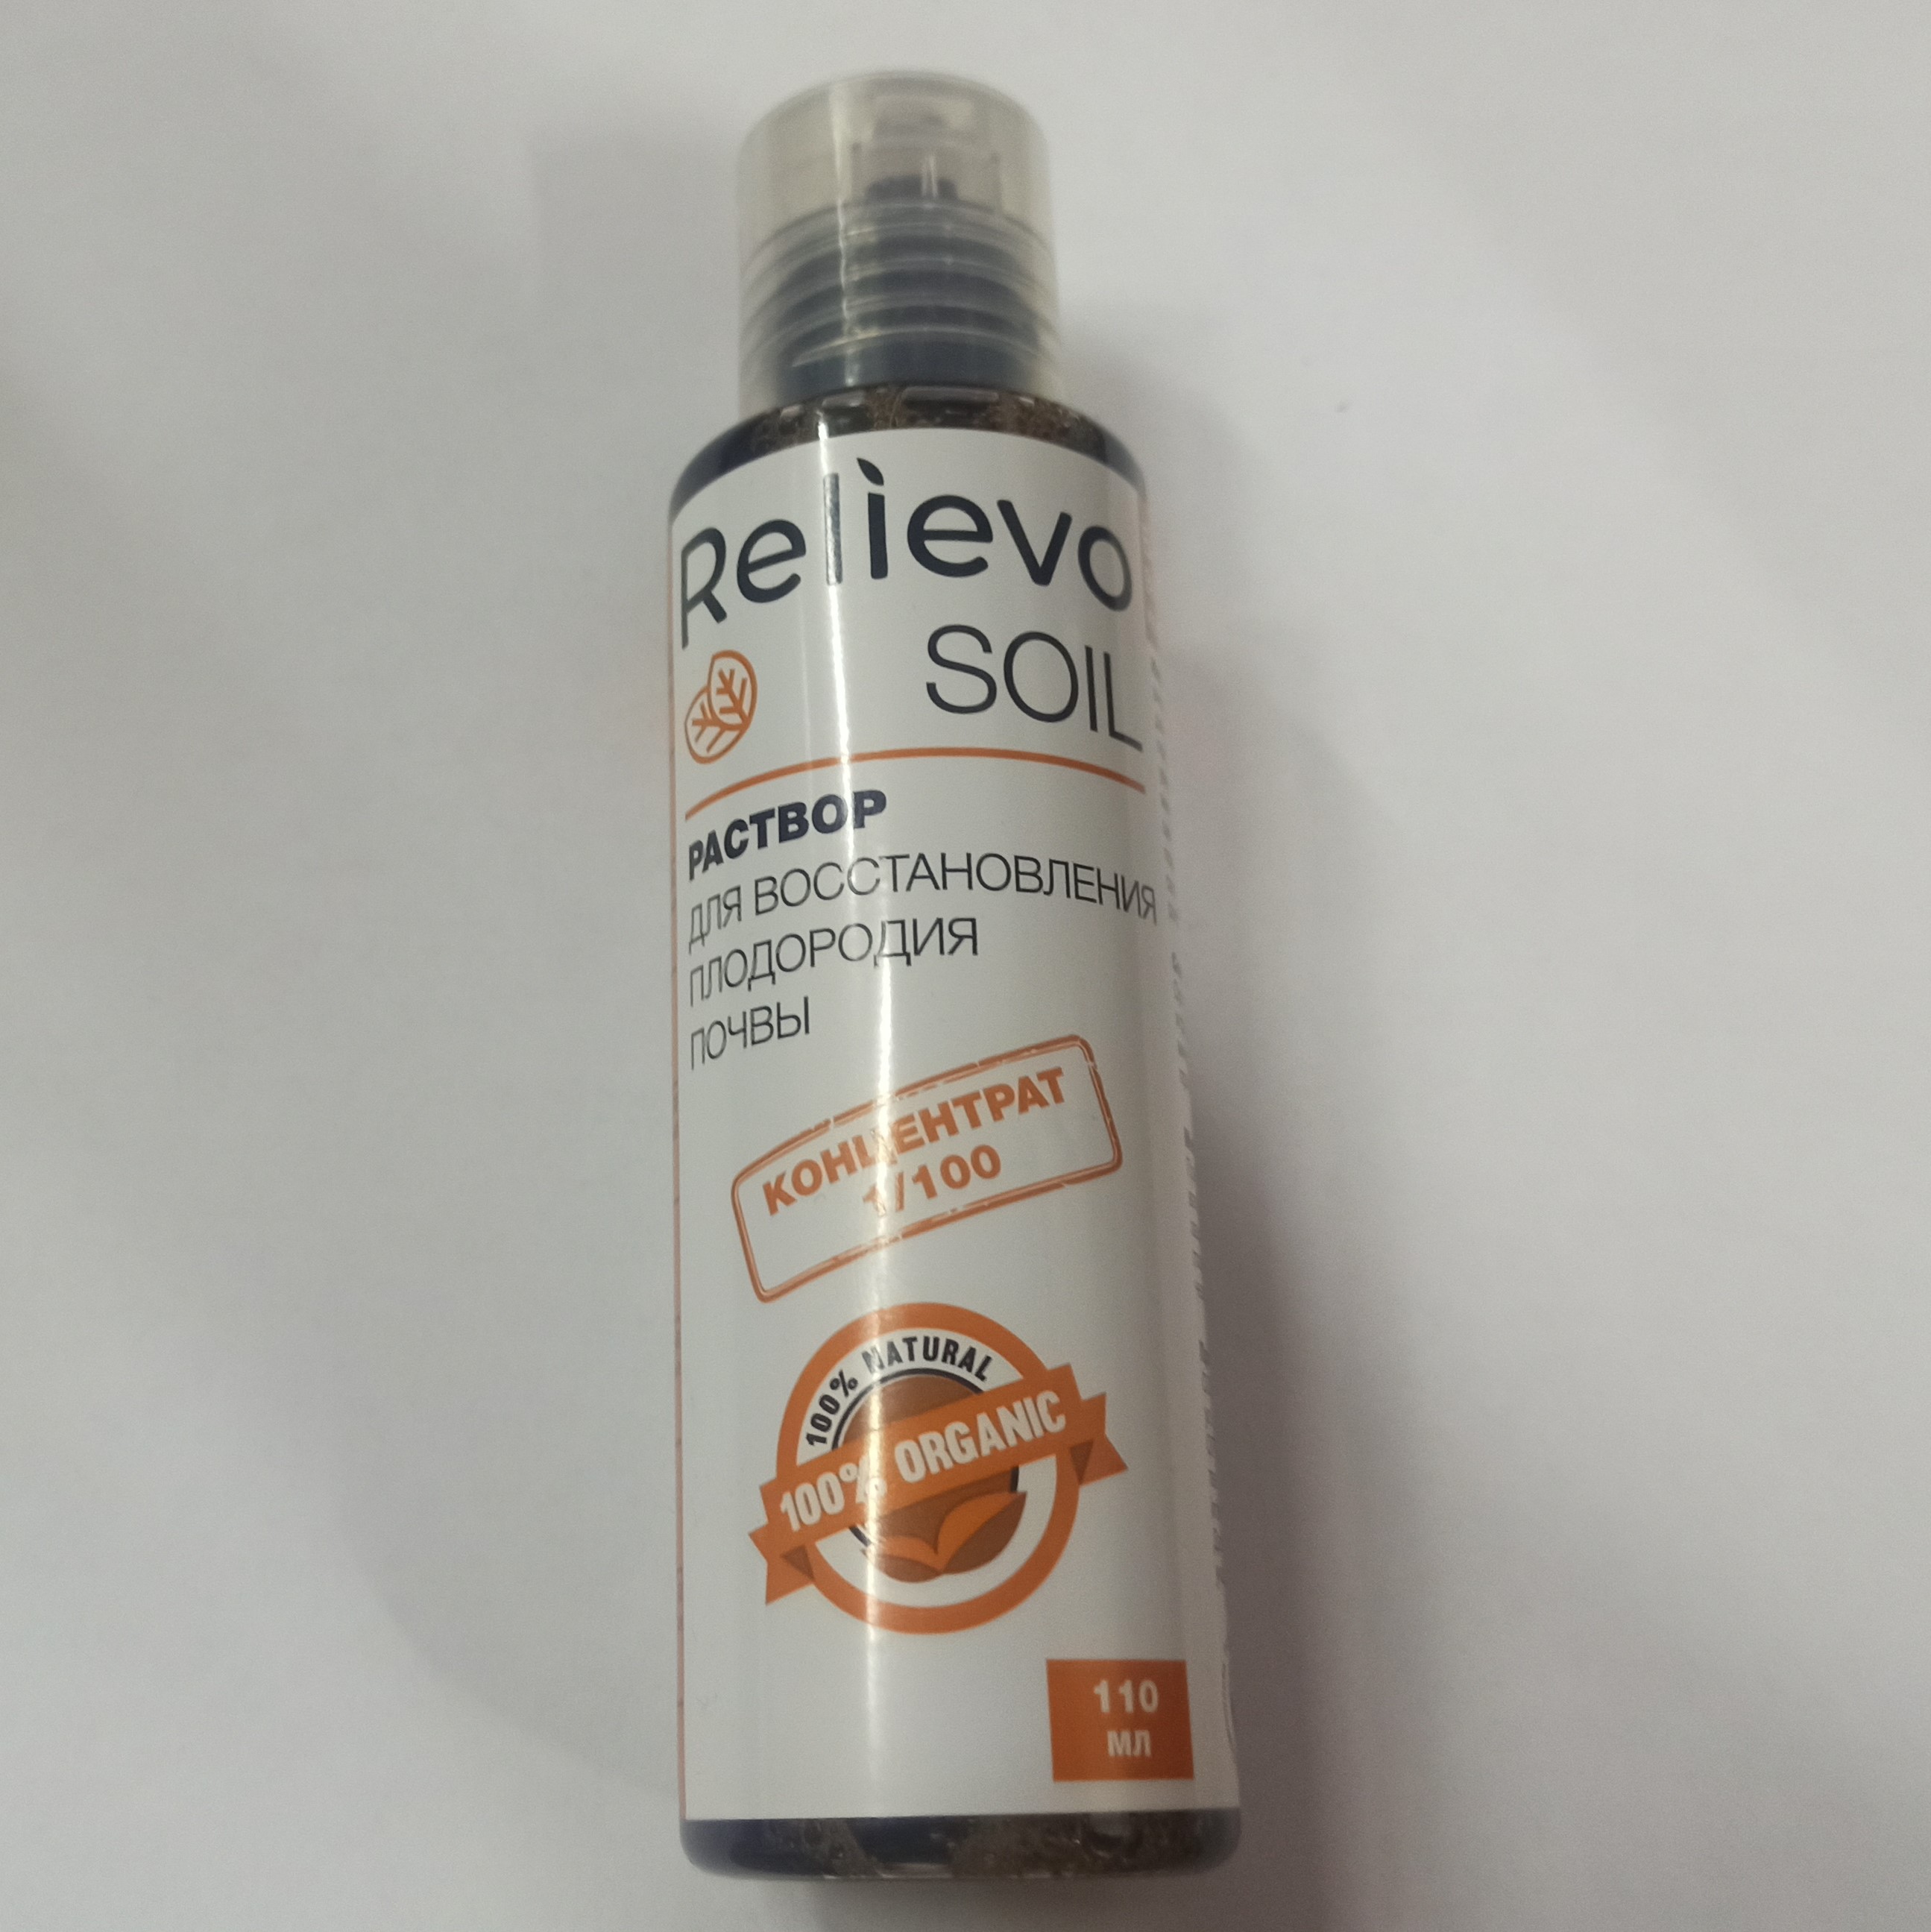 Relievo
SOIL
РАСТВОР
ДЛЯ ВОССТАНОВЛЕНИЯ
ПЛОДОРОДИЯ
ПОЧВЫ
КОНЦЕНТРАТ
1/100
100% NATURAL
100% ORGANIC
110
МЛ